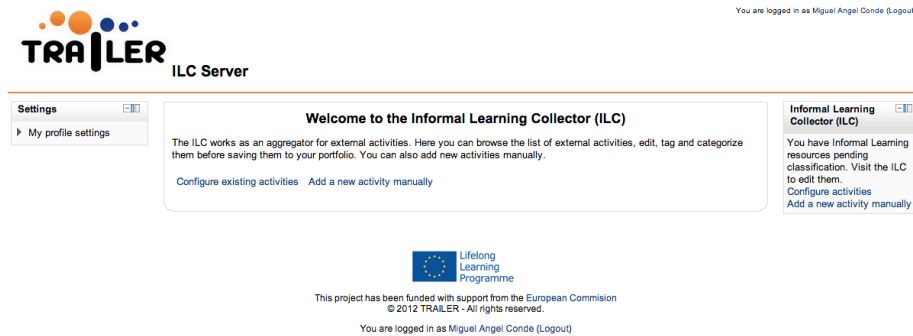 You are logged in as Miguel Angel Conde (Logout
TRAILER
ILC Server
Settings
My profile settings
Welcome to the Informal Learning Collector (ILC)
The ILC works as an aggregator for external activities. Here you can browse the list of external activities, edit, tag and categorize
them before saving them to your portfolio. You can also add new activities manually.
Configure existing activities Add a new activity manually
Informal Learning
Collector (ILC)
You have Informal Learning
resources pending
classification. Visit the ILC
to edit them.
Configure activities
Add a new activity manually
Lifelong
Learning
Programme
This project has been funded with support from the European Commision
© 2012 TRAILER - All rights reserved.
You are logged in as Miguel Angel Conde (Logout)